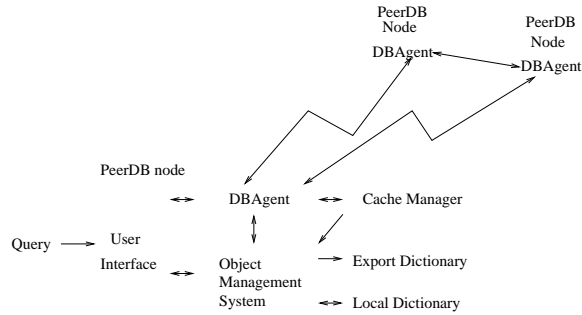 PeerDB
Node
DBAgent
PeerDB
Node
DBAgent
PeerDB node
DBAgent
Cache Manager
Query
User
Interface
Object
Management
System
Export Dictionary
Local Dictionary